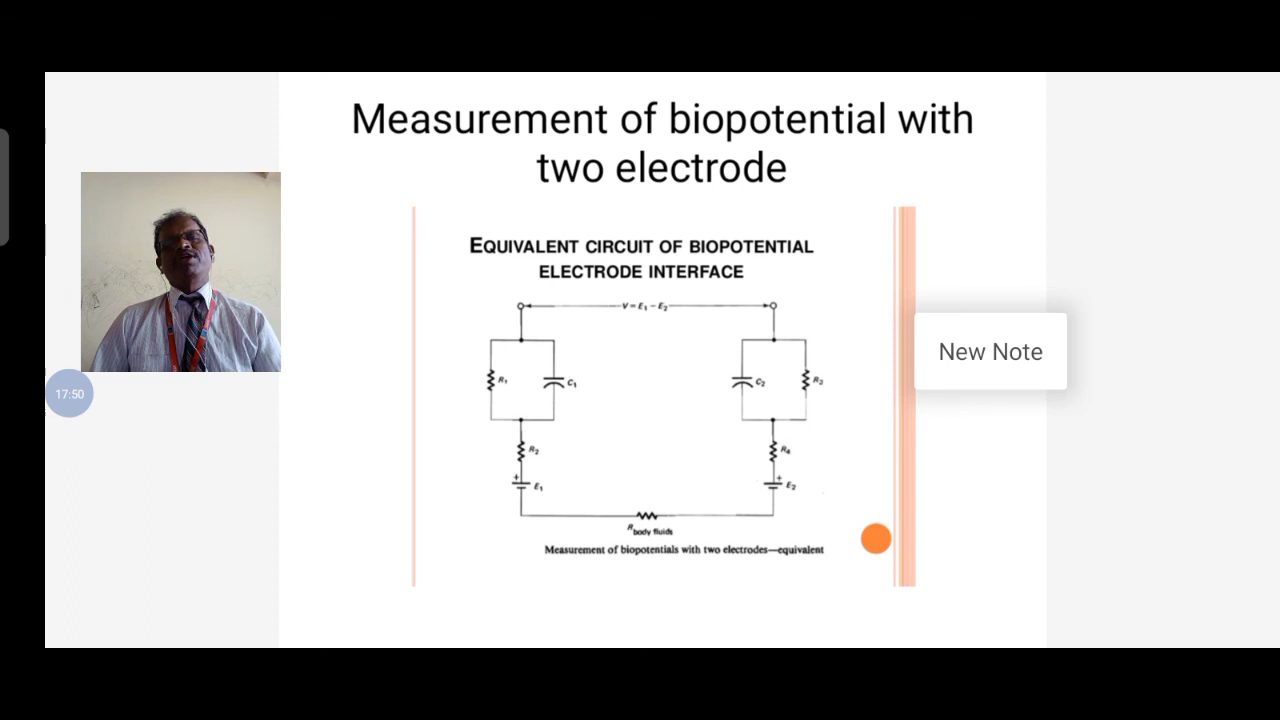 Measurement of biopotential with
two electrode
EQUIVALENT CIRCUIT OF BIOPOTENTIAL
ELECTRODE INTERFACE
V = E₁ − E₂
R₁
C₁
C₂
R₃
R₂
R₄
E₁
E₂
R body fluids
Measurement of biopotentials with two electrodes—equivalent
17:50
New Note